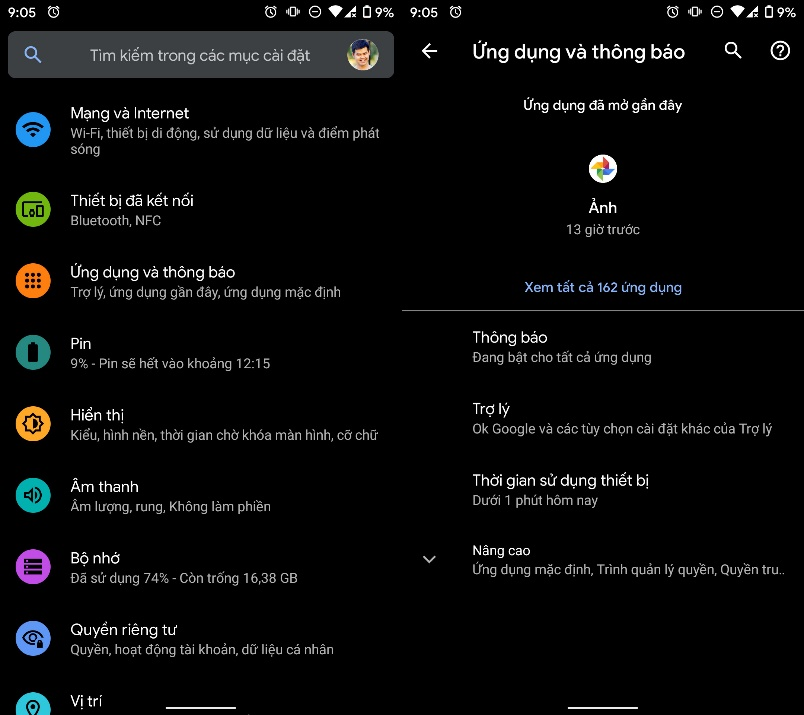 9:05
9%
Tìm kiếm trong các mục cài đặt
Mạng và Internet
Wi-Fi, thiết bị di động, sử dụng dữ liệu và điểm phát
sóng
Thiết bị đã kết nối
Bluetooth, NFC
Ứng dụng và thông báo
Trợ lý, ứng dụng gần đây, ứng dụng mặc định
Pin
9% - Pin sẽ hết vào khoảng 12:15
Hiển thị
Kiểu, hình nền, thời gian chờ khóa màn hình, cỡ chữ
Âm thanh
Âm lượng, rung, Không làm phiền
Bộ nhớ
Đã sử dụng 74% - Còn trống 16,38 GB
Quyền riêng tư
Quyền, hoạt động tài khoản, dữ liệu cá nhân
Vị trí
9:05
9%
Ứng dụng và thông báo
Ứng dụng đã mở gần đây
Ảnh
13 giờ trước
Xem tất cả 162 ứng dụng
Thông báo
Đang bật cho tất cả ứng dụng
Trợ lý
Ok Google và các tùy chọn cài đặt khác của Trợ lý
Thời gian sử dụng thiết bị
Dưới 1 phút hôm nay
Nâng cao
Ứng dụng mặc định, Trình quản lý quyền, Quyền tru..